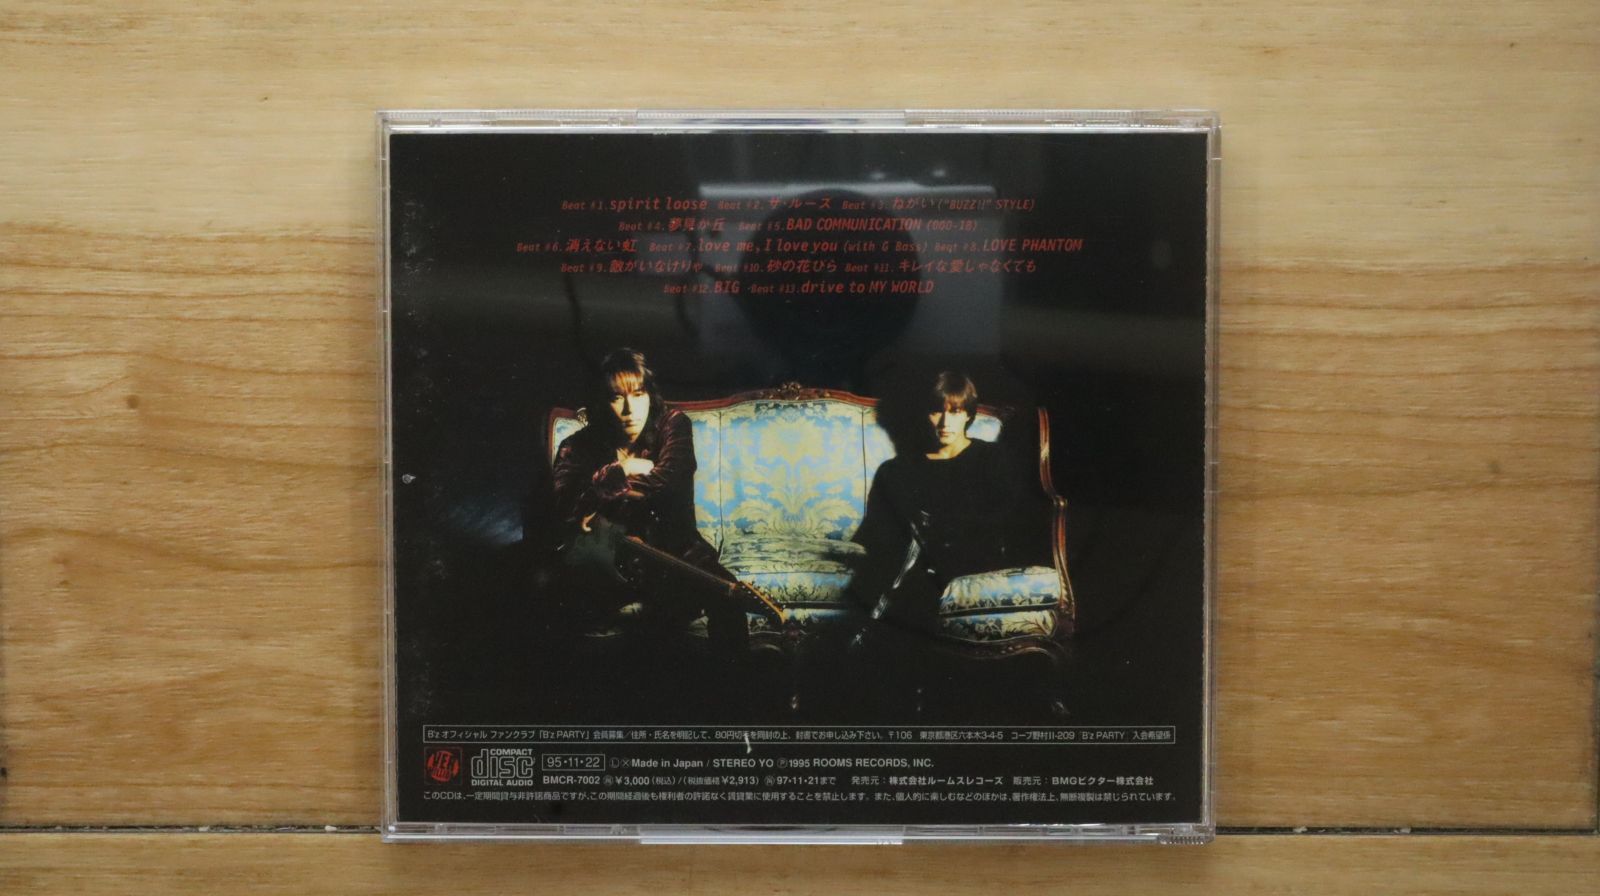 Beat #1. spirit loose Beat #2. ザ・ルーズ Beat #3. ねがい ("BUZZ!!" STYLE)
Beat #4. 夢見が丘 Beat #5. BAD COMMUNICATION (000-18)
Beat #6. 消えない虹 Beat #7. love me, I love you (with G Bass) Beat #8. LOVE PHANTOM
Beat #9. 敵がいなけりゃ Beat #10. 砂の花びら Beat #11. キレイな愛じゃなくても
Beat #12. BIG Beat #13. drive to MY WORLD
B'z オフィシャル ファンクラブ「B'z PARTY」会員募集／住所・氏名を明記して、80円切手を同封の上、封書でお申し込み下さい。〒106 東京都港区六本木3-4-5 コープ野村II-209「B'z PARTY」入会希望係
COMPACT disc DIGITAL AUDIO
95・11・22 Ⓛ Ⓧ Made in Japan / STEREO YO Ⓟ1995 ROOMS RECORDS, INC.
BMCR-7002 ㊢¥3,000(税込)/(税抜価格¥2,913) ㊢97・11・21まで 発売元：株式会社ルームスレコーズ 販売元：BMGビクター株式会社
このCDは、一定期間貸与非許諾商品ですが、この期間経過後も権利者の許諾なく賃貸業に使用することを禁止します。また、個人的に楽しむなどのほかは、著作権法上、無断複製は禁じられています。